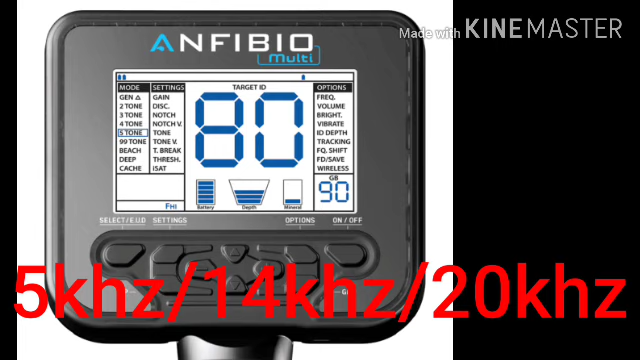 Made with KINEMASTER
ANFIBIO
multi
MODE SETTINGS TARGET ID OPTIONS
GEN Δ GAIN FREQ.
2 TONE DISC. VOLUME
3 TONE NOTCH BRIGHT.
4 TONE NOTCH V. VIBRATE
5 TONE TONE ID DEPTH
99 TONE TONE V. TRACKING
BEACH T. BREAK FQ. SHIFT
DEEP THRESH. FD/SAVE
CACHE iSAT WIRELESS
80
GB
90
FHI Battery Depth Mineral
SELECT/E.U.D SETTINGS OPTIONS ON / OFF
5khz/14khz/20khz